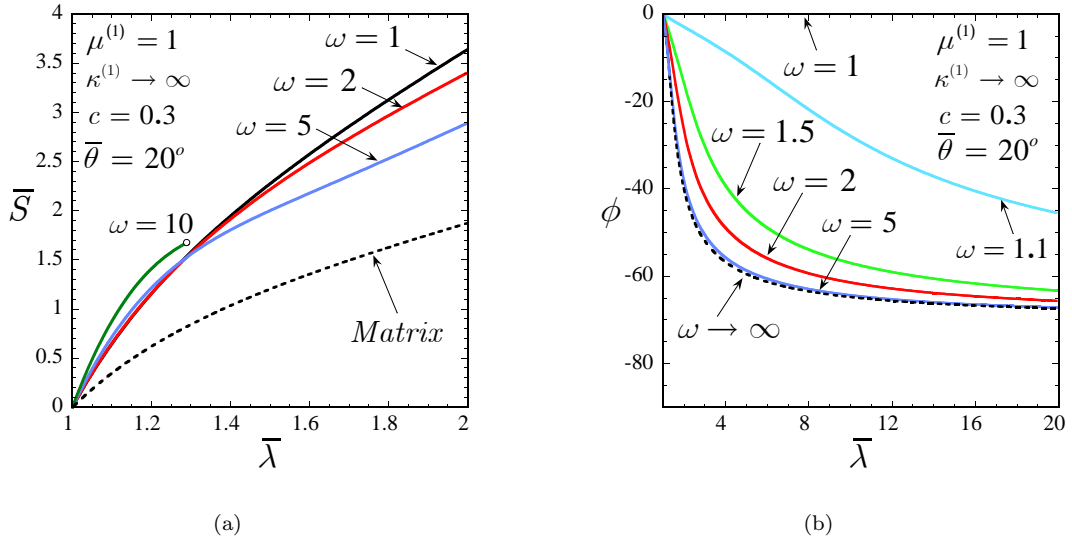 4
3.5
3
2.5
2
1.5
1
0.5
0
S̅
μ⁽¹⁾ = 1
κ⁽¹⁾ → ∞
c = 0.3
θ̅ = 20º
ω = 1
ω = 2
ω = 5
ω = 10
Matrix
1 1.2 1.4 1.6 1.8 2
λ̅
(a)
0
-20
-40
-60
-80
ϕ
ω = 1
μ⁽¹⁾ = 1
κ⁽¹⁾ → ∞
c = 0.3
θ̅ = 20º
ω = 1.5
ω = 2
ω = 5
ω = 1.1
ω → ∞
4 8 12 16 20
λ̅
(b)